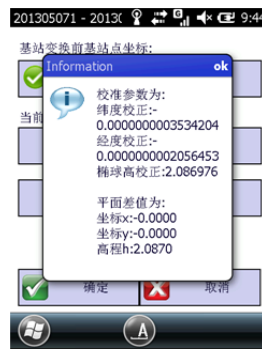 201305071 - 2013( 9:44
基站变换前基站点坐标:
Information ok
校准参数为:
纬度校正:-
0.0000000003534204
经度校正:-
0.0000000002056453
椭球高校正:2.086976
当前
平面差值为:
坐标x:-0.0000
坐标y:-0.0000
高程h:2.0870
确定 取消
A